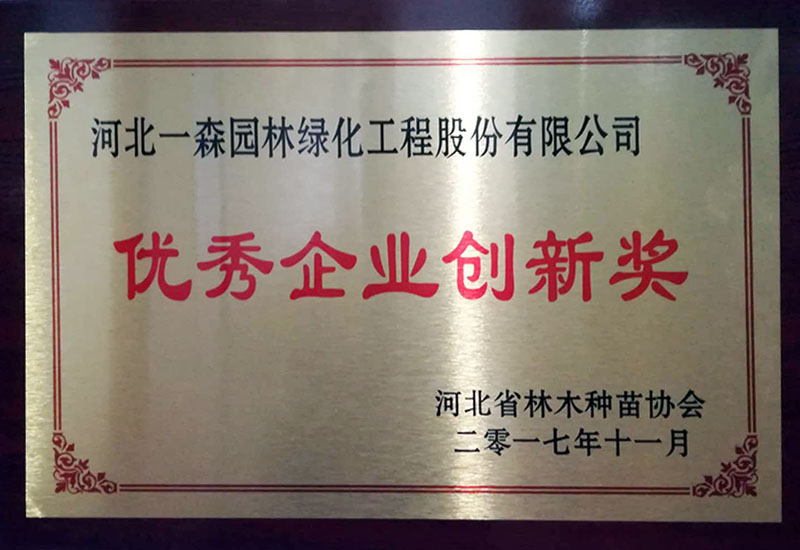 河北一森园林绿化工程股份有限公司
优秀企业创新奖
河北省林木种苗协会
二零一七年十一月